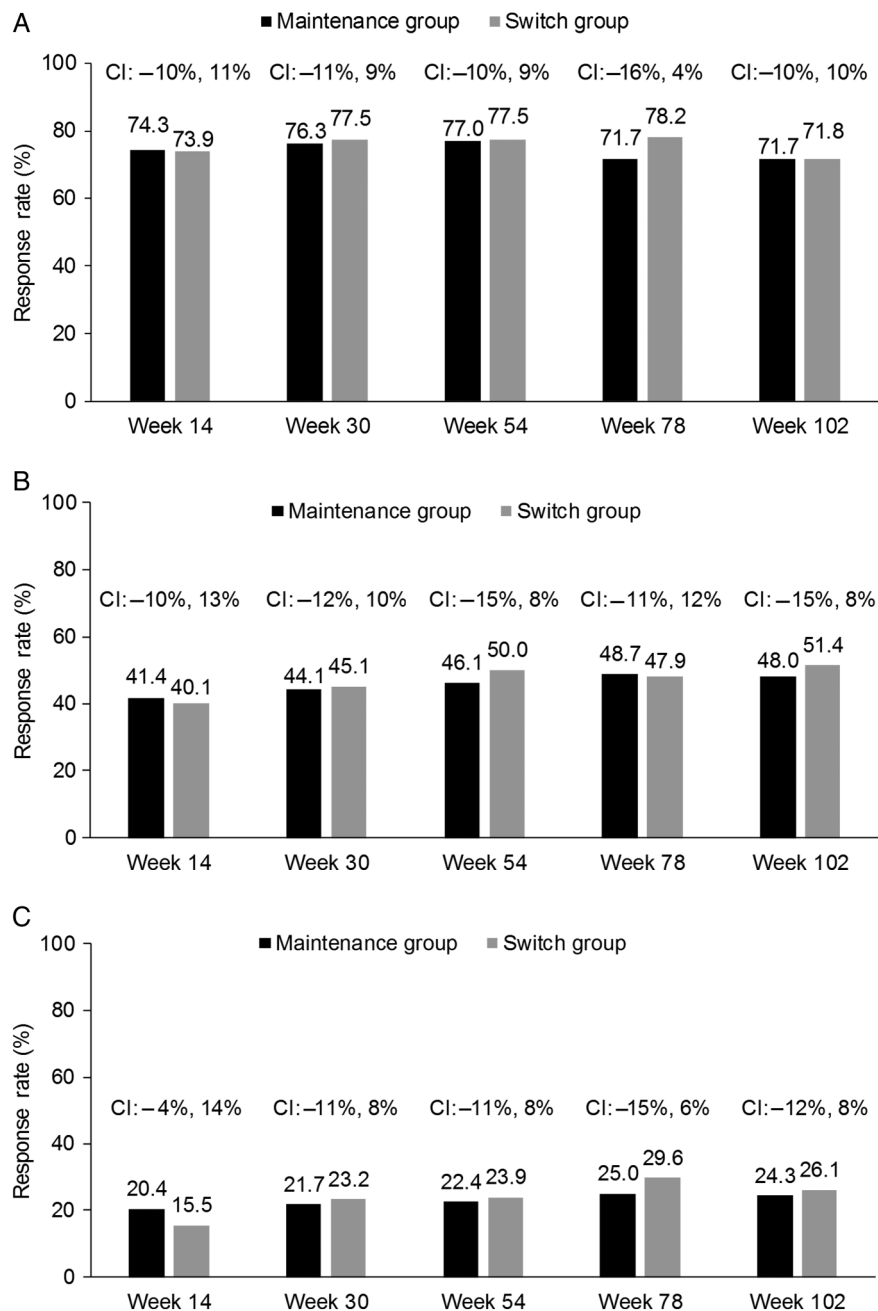 A
Maintenance group Switch group
Response rate (%)
100
80
60
40
20
0
CI: –10%, 11% CI: –11%, 9% CI: –10%, 9% CI: –16%, 4% CI: –10%, 10%
74.3 73.9 76.3 77.5 77.0 77.5 71.7 78.2 71.7 71.8
Week 14 Week 30 Week 54 Week 78 Week 102
B
Maintenance group Switch group
Response rate (%)
100
80
60
40
20
0
CI: –10%, 13% CI: –12%, 10% CI: –15%, 8% CI: –11%, 12% CI: –15%, 8%
41.4 40.1 44.1 45.1 46.1 50.0 48.7 47.9 48.0 51.4
Week 14 Week 30 Week 54 Week 78 Week 102
C
Maintenance group Switch group
Response rate (%)
100
80
60
40
20
0
CI: –4%, 14% CI: –11%, 8% CI: –11%, 8% CI: –15%, 6% CI: –12%, 8%
20.4 15.5 21.7 23.2 22.4 23.9 25.0 29.6 24.3 26.1
Week 14 Week 30 Week 54 Week 78 Week 102